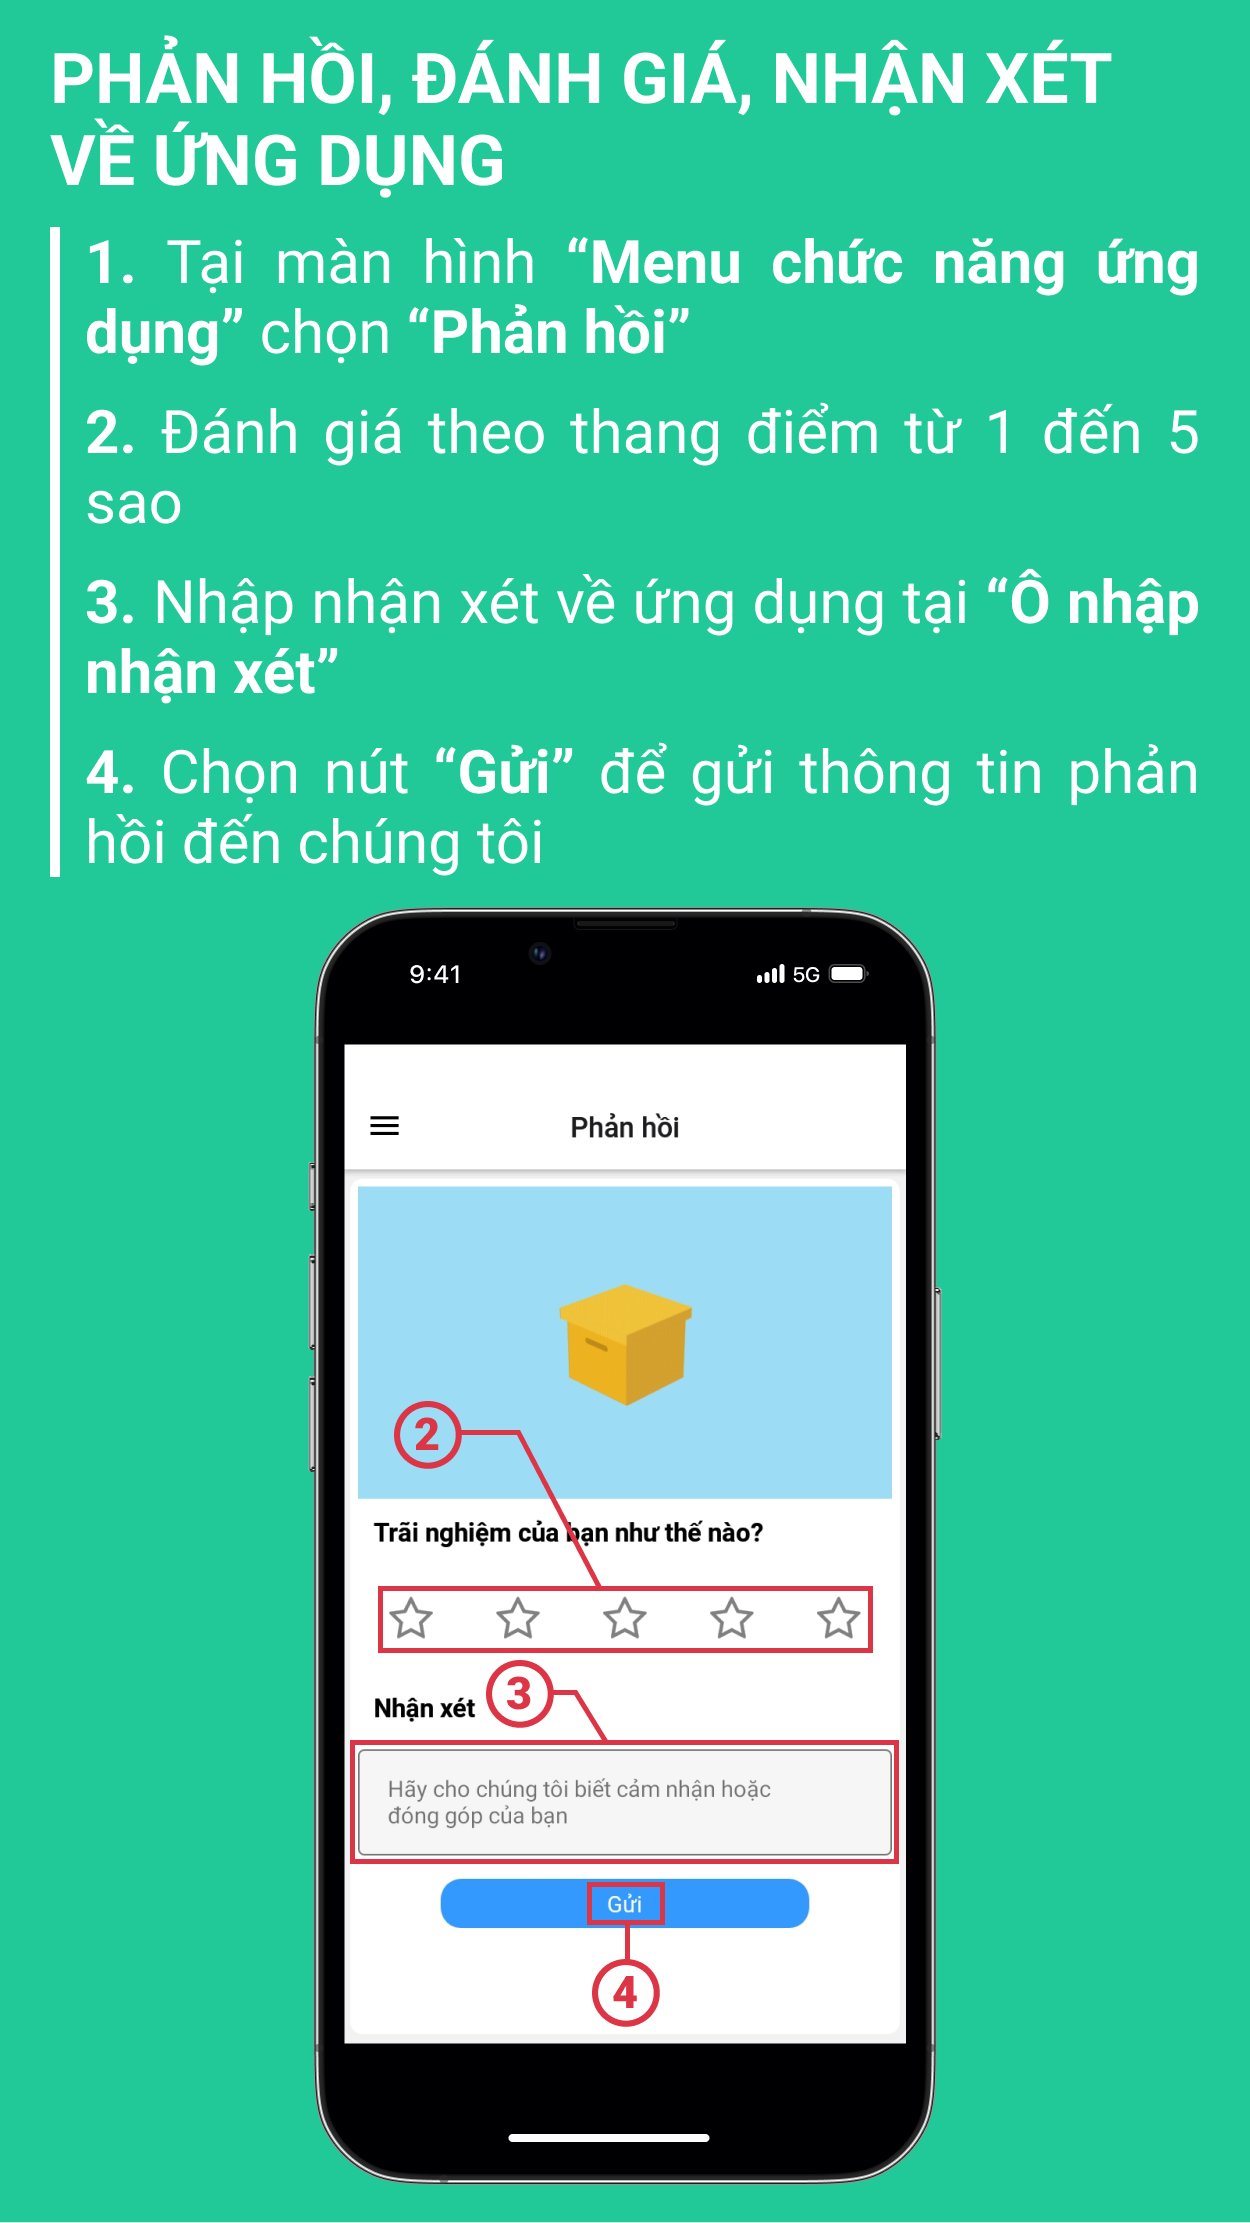 PHẢN HỒI, ĐÁNH GIÁ, NHẬN XÉT
VỀ ỨNG DỤNG
1. Tại màn hình “Menu chức năng ứng
dụng” chọn “Phản hồi”
2. Đánh giá theo thang điểm từ 1 đến 5
sao
3. Nhập nhận xét về ứng dụng tại “Ô nhập
nhận xét”
4. Chọn nút “Gửi” để gửi thông tin phản
hồi đến chúng tôi
9:41
5G
Phản hồi
2
Trãi nghiệm của bạn như thế nào?
3
Nhận xét
Hãy cho chúng tôi biết cảm nhận hoặc
đóng góp của bạn
Gửi
4